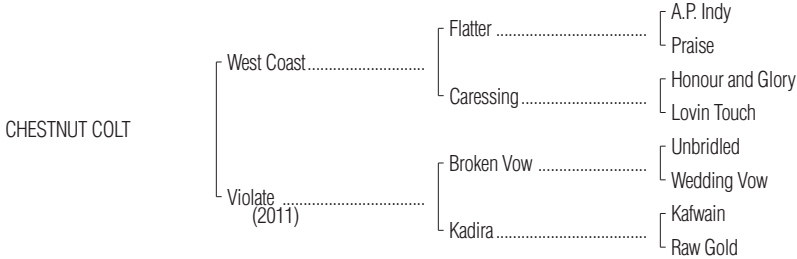 A.P. Indy
Flatter
Praise
West Coast
Honour and Glory
Caressing
Lovin Touch
CHESTNUT COLT
Unbridled
Broken Vow
Wedding Vow
Violate
(2011)
Kafwain
Kadira
Raw Gold